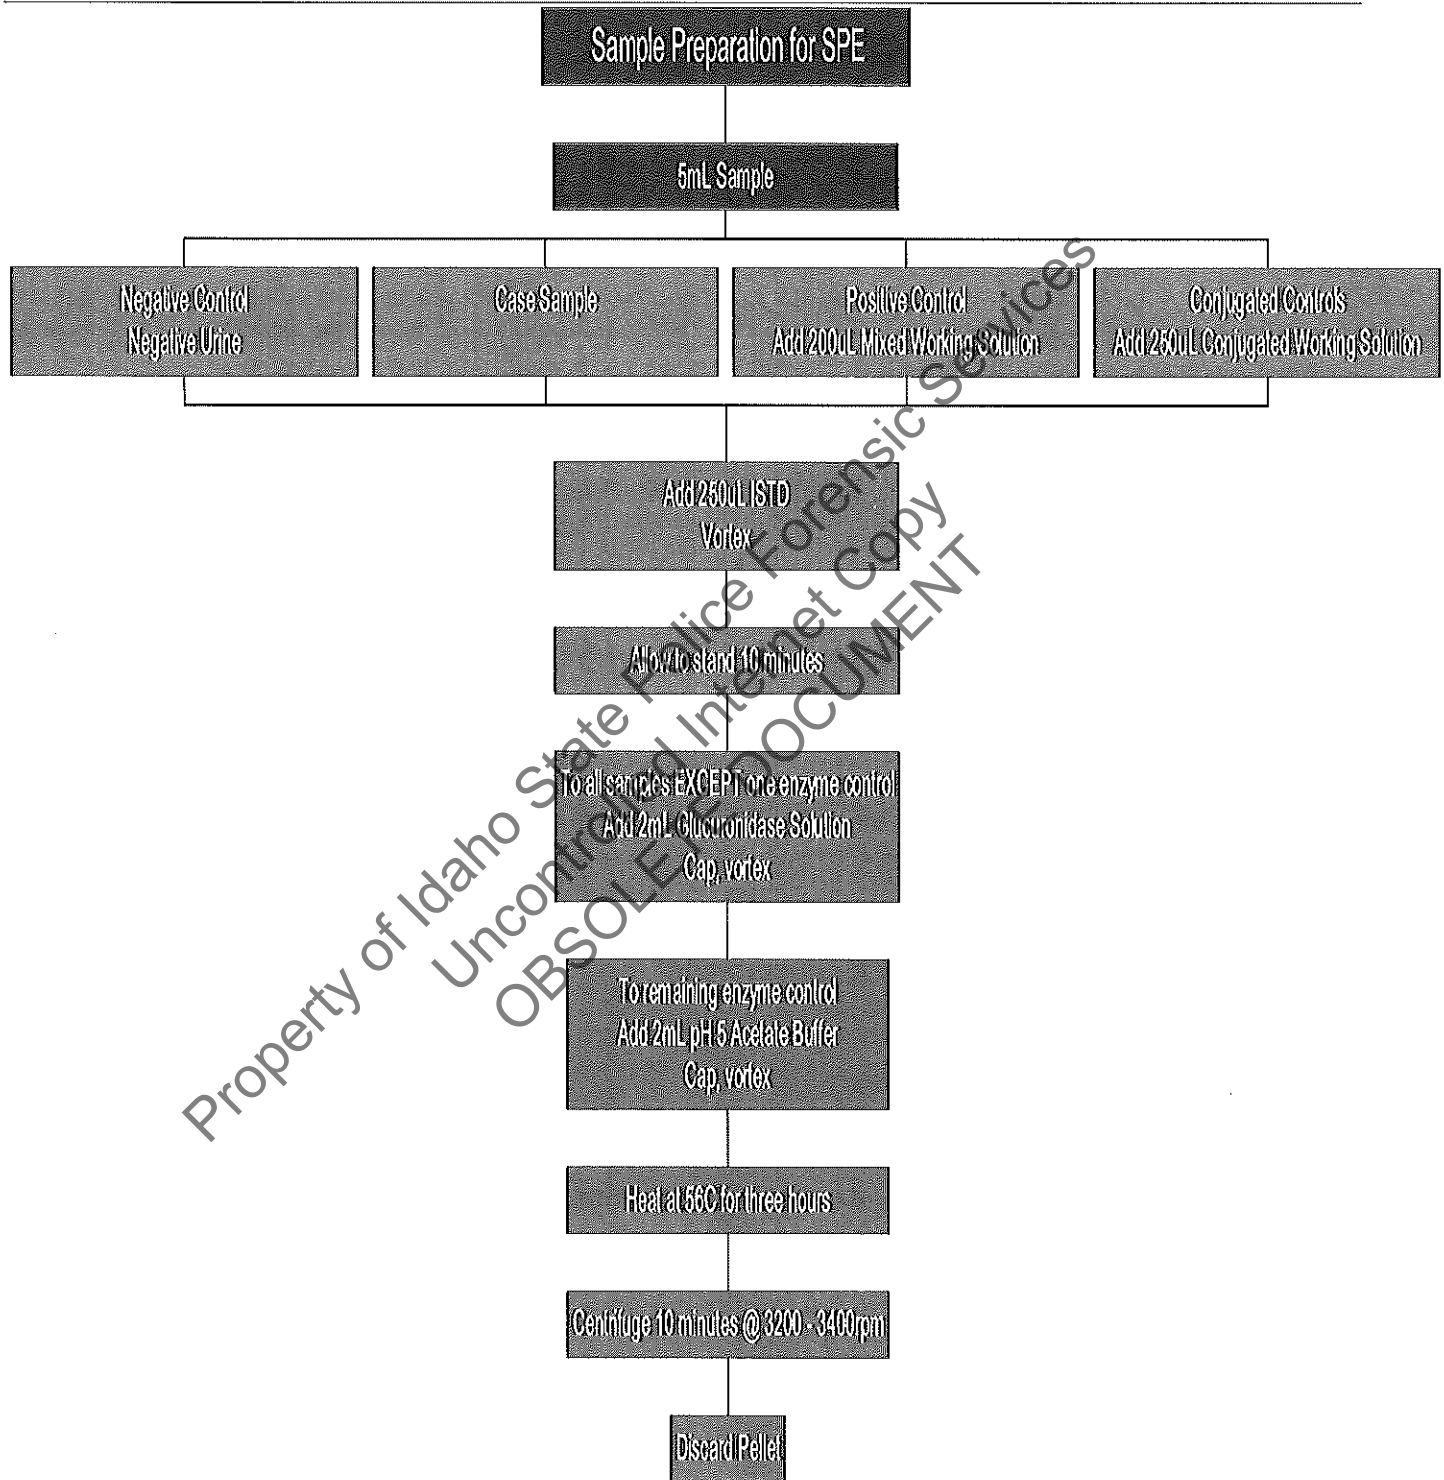 Sample Preparation for SPE
5mL Sample
Negative Control
Negative Urine
Case Sample
Positive Control
Add 200uL Mixed Working Solution
Conjugated Controls
Add 250uL Conjugated Working Solution
Add 250uL ISTD
Vortex
Allow to stand 10 minutes
To all samples EXCEPT one enzyme control
Add 2mL Glucuronidase Solution
Cap, vortex
To remaining enzyme control
Add 2mL pH 5 Acetate Buffer
Cap, vortex
Heat at 56C for three hours
Centrifuge 10 minutes @ 3200 - 3400rpm
Discard Pellet
Property of Idaho State Police Forensic Services
Uncontrolled Internet Copy
OBSOLETE DOCUMENT